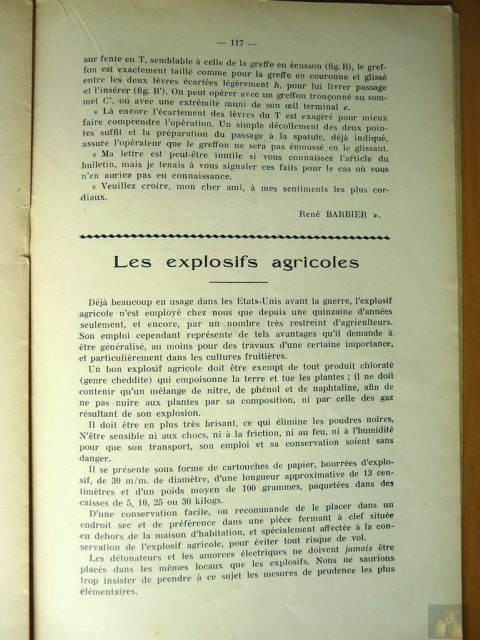 — 117 —
sur fente en T, semblable à celle de la greffe en écusson (fig. B), le gref-
fon est exactement taillé comme pour la greffe en couronne et glissé
entre les deux lèvres écartées légèrement h, pour lui livrer passage
et l'insérer (fig. B'). On peut opérer avec un greffon tronçonné au som-
met C', ou avec une extrémité muni de son œil terminal c.
« Là encore l'écartement des lèvres du T est exagéré pour mieux
faire comprendre l'opération. Un simple décollement des deux poin-
tes suffit et la préparation du passage à la spatule, déjà indiqué,
assure l'opérateur que le greffon ne sera pas émoussé en le glissant.
« Ma lettre est peut-être inutile si vous connaissez l'article du
bulletin, mais je tenais à vous signaler ces faits pour le cas où vous
n'en auriez pas eu connaissance.
« Veuillez croire, mon cher ami, à mes sentiments les plus cor-
diaux.
René BARBIER ».
Les explosifs agricoles
Déjà beaucoup en usage dans les Etats-Unis avant la guerre, l'explosif
agricole n'est employé chez nous que depuis une quinzaine d'années
seulement, et encore, par un nombre très restreint d'agriculteurs.
Son emploi cependant représente de tels avantages qu'il demande à
être généralisé, au moins pour des travaux d'une certaine importance,
et particulièrement dans les cultures fruitières.
Un bon explosif agricole doit être exempt de tout produit chloraté
(genre cheddite) qui empoisonne la terre et tue les plantes ; il ne doit
contenir qu'un mélange de nitre, de phénol et de naphtaline, afin de
ne pas nuire aux plantes par sa composition, ni par celle des gaz
résultant de son explosion.
Il doit être en plus très brisant, ce qui élimine les poudres noires,
N'être sensible ni aux chocs, ni à la friction, ni au feu, ni à l'humidité
pour que son transport, son emploi et sa conservation soient sans
danger.
Il se présente sous forme de cartouches de papier, bourrées d'explo-
sif, de 30 m/m. de diamètre, d'une longueur approximative de 13 cen-
timètres et d'un poids moyen de 100 grammes, paquetées dans des
caisses de 5, 10, 25 ou 30 kilogs.
D'une conservation facile, on recommande de le placer dans un
endroit sec et de préférence dans une pièce fermant à clef située
en dehors de la maison d'habitation, et spécialement affectée à la con-
servation de l'explosif agricole, pour éviter tout risque de vol.
Les détonateurs et les amorces électriques ne doivent jamais être
placés dans les mêmes locaux que les explosifs. Nous ne saurions
trop insister de prendre à ce sujet les mesures de prudence les plus
élémentaires.